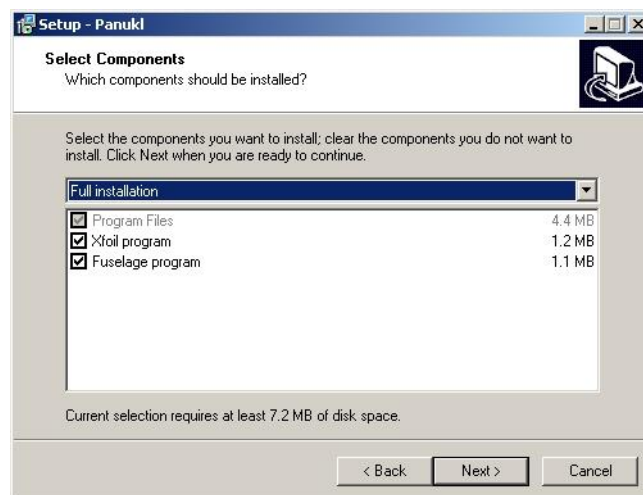 Setup - Panukl
Select Components
Which components should be installed?
Select the components you want to install; clear the components you do not want to
install. Click Next when you are ready to continue.
Full installation
Program Files 4.4 MB
Xfoil program 1.2 MB
Fuselage program 1.1 MB
Current selection requires at least 7.2 MB of disk space.
< Back Next > Cancel